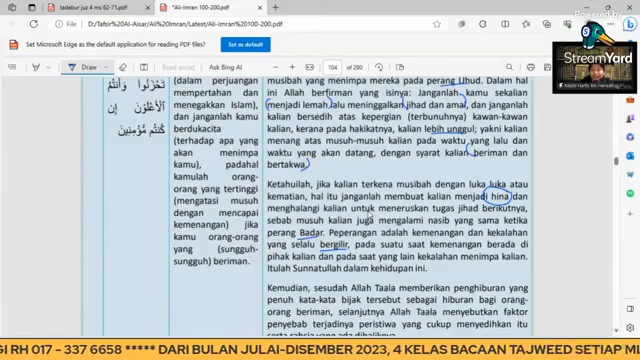 tadabur juz 4 ms 62-71.pdf
*Ali-Imran 100-200.pdf
File
D:/Tafsir%20Al-Aisar/Ali%20Imran/Latest/Ali-Imran%20100-200.pdf
Set Microsoft Edge as the default application for reading PDF files?
Set as default
Draw
Read aloud
Ask Bing AI
104 of 290
StreamYard
تَحْزَنُوا وَأَنتُمُ
الْأَعْلَوْنَ إِن
كُنتُم مُّؤْمِنِينَ
(dalam perjuangan
mempertahan dan
menegakkan Islam), dan
janganlah kamu
berdukacita
(terhadap apa yang
akan menimpa
kamu), padahal
kamulah orang-
orang yang tertinggi
(mengatasi musuh
dengan mencapai
kemenangan) jika
kamu orang-orang
yang (sungguh-
sungguh) beriman.
musibah yang menimpa mereka pada perang Uhud. Dalam hal
ini Allah berfirman yang isinya: Janganlah kamu sekalian
menjadi lemah lalu meninggalkan jihad dan amal, dan janganlah
kalian bersedih atas kepergian (terbunuhnya) kawan-kawan
kalian, kerana pada hakikatnya, kalian lebih unggul; yakni kalian
menang atas musuh-musuh kalian pada waktu yang lalu dan
waktu yang akan datang, dengan syarat kalian beriman dan
bertakwa.
Ketahuilah, jika kalian terkena musibah dengan luka luka atau
kematian, hal itu janganlah membuat kalian menjadi hina dan
menghalangi kalian untuk meneruskan tugas jihad berikutnya,
sebab musuh kalian juga mengalami nasib yang sama ketika
perang Badar. Peperangan adalah kemenangan dan kekalahan
yang selalu bergilir, pada suatu saat kemenangan berada di
pihak kalian dan pada saat yang lain kekalahan menimpa kalian.
Itulah Sunnatullah dalam kehidupan ini.
Kemudian, sesudah Allah Taala memberikan penghiburan yang
penuh kata-kata bijak tersebut sebagai hiburan bagi orang-
orang beriman, selanjutnya Allah Taala menyebutkan faktor
penyebab terjadinya peristiwa yang cukup menyedihkan itu
GI RH 017 - 337 6658 *** DARI BULAN JULAI-DISEMBER 2023, 4 KELAS BACAAN TAJWEED SETIAP M